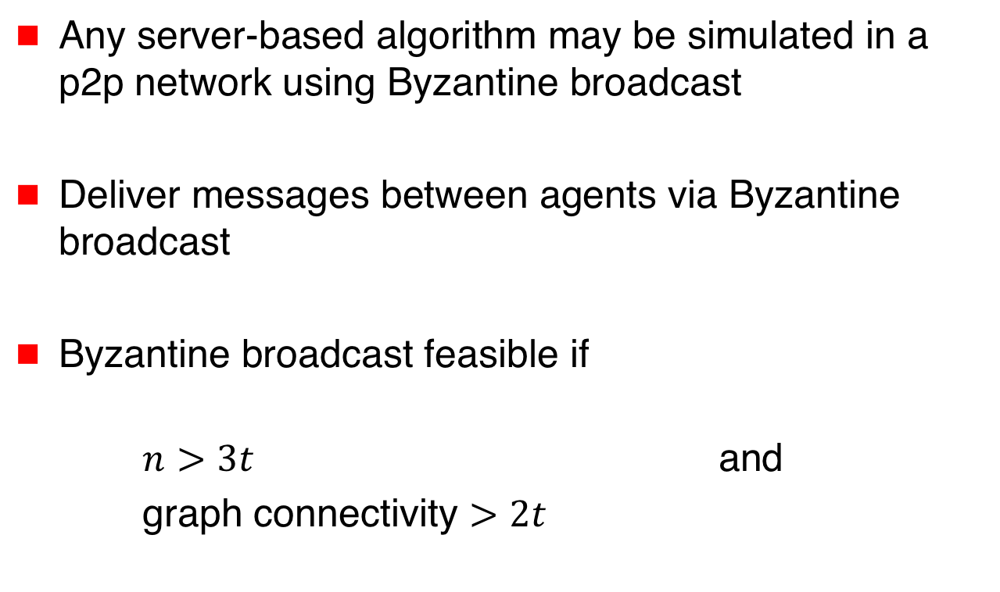 Any server-based algorithm may be simulated in a
p2p network using Byzantine broadcast
Deliver messages between agents via Byzantine
broadcast
Byzantine broadcast feasible if
n > 3t and
graph connectivity > 2t